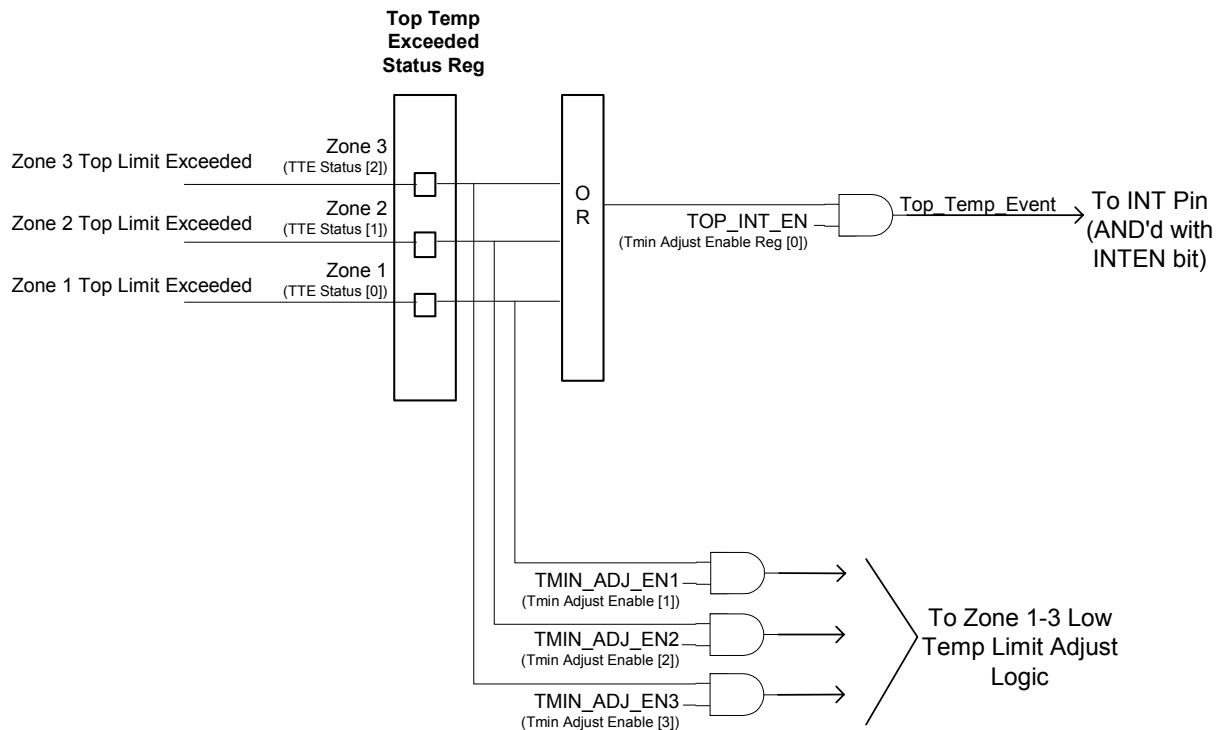 Top Temp
Exceeded
Status Reg
Zone 3 Top Limit Exceeded
Zone 3
(TTE Status [2])
Zone 2 Top Limit Exceeded
Zone 2
(TTE Status [1])
Zone 1 Top Limit Exceeded
Zone 1
(TTE Status [0])
O
R
TOP_INT_EN
(Tmin Adjust Enable Reg [0])
Top_Temp_Event
To INT Pin
(AND'd with
INTEN bit)
TMIN_ADJ_EN1
(Tmin Adjust Enable [1])
TMIN_ADJ_EN2
(Tmin Adjust Enable [2])
TMIN_ADJ_EN3
(Tmin Adjust Enable [3])
To Zone 1-3 Low
Temp Limit Adjust
Logic